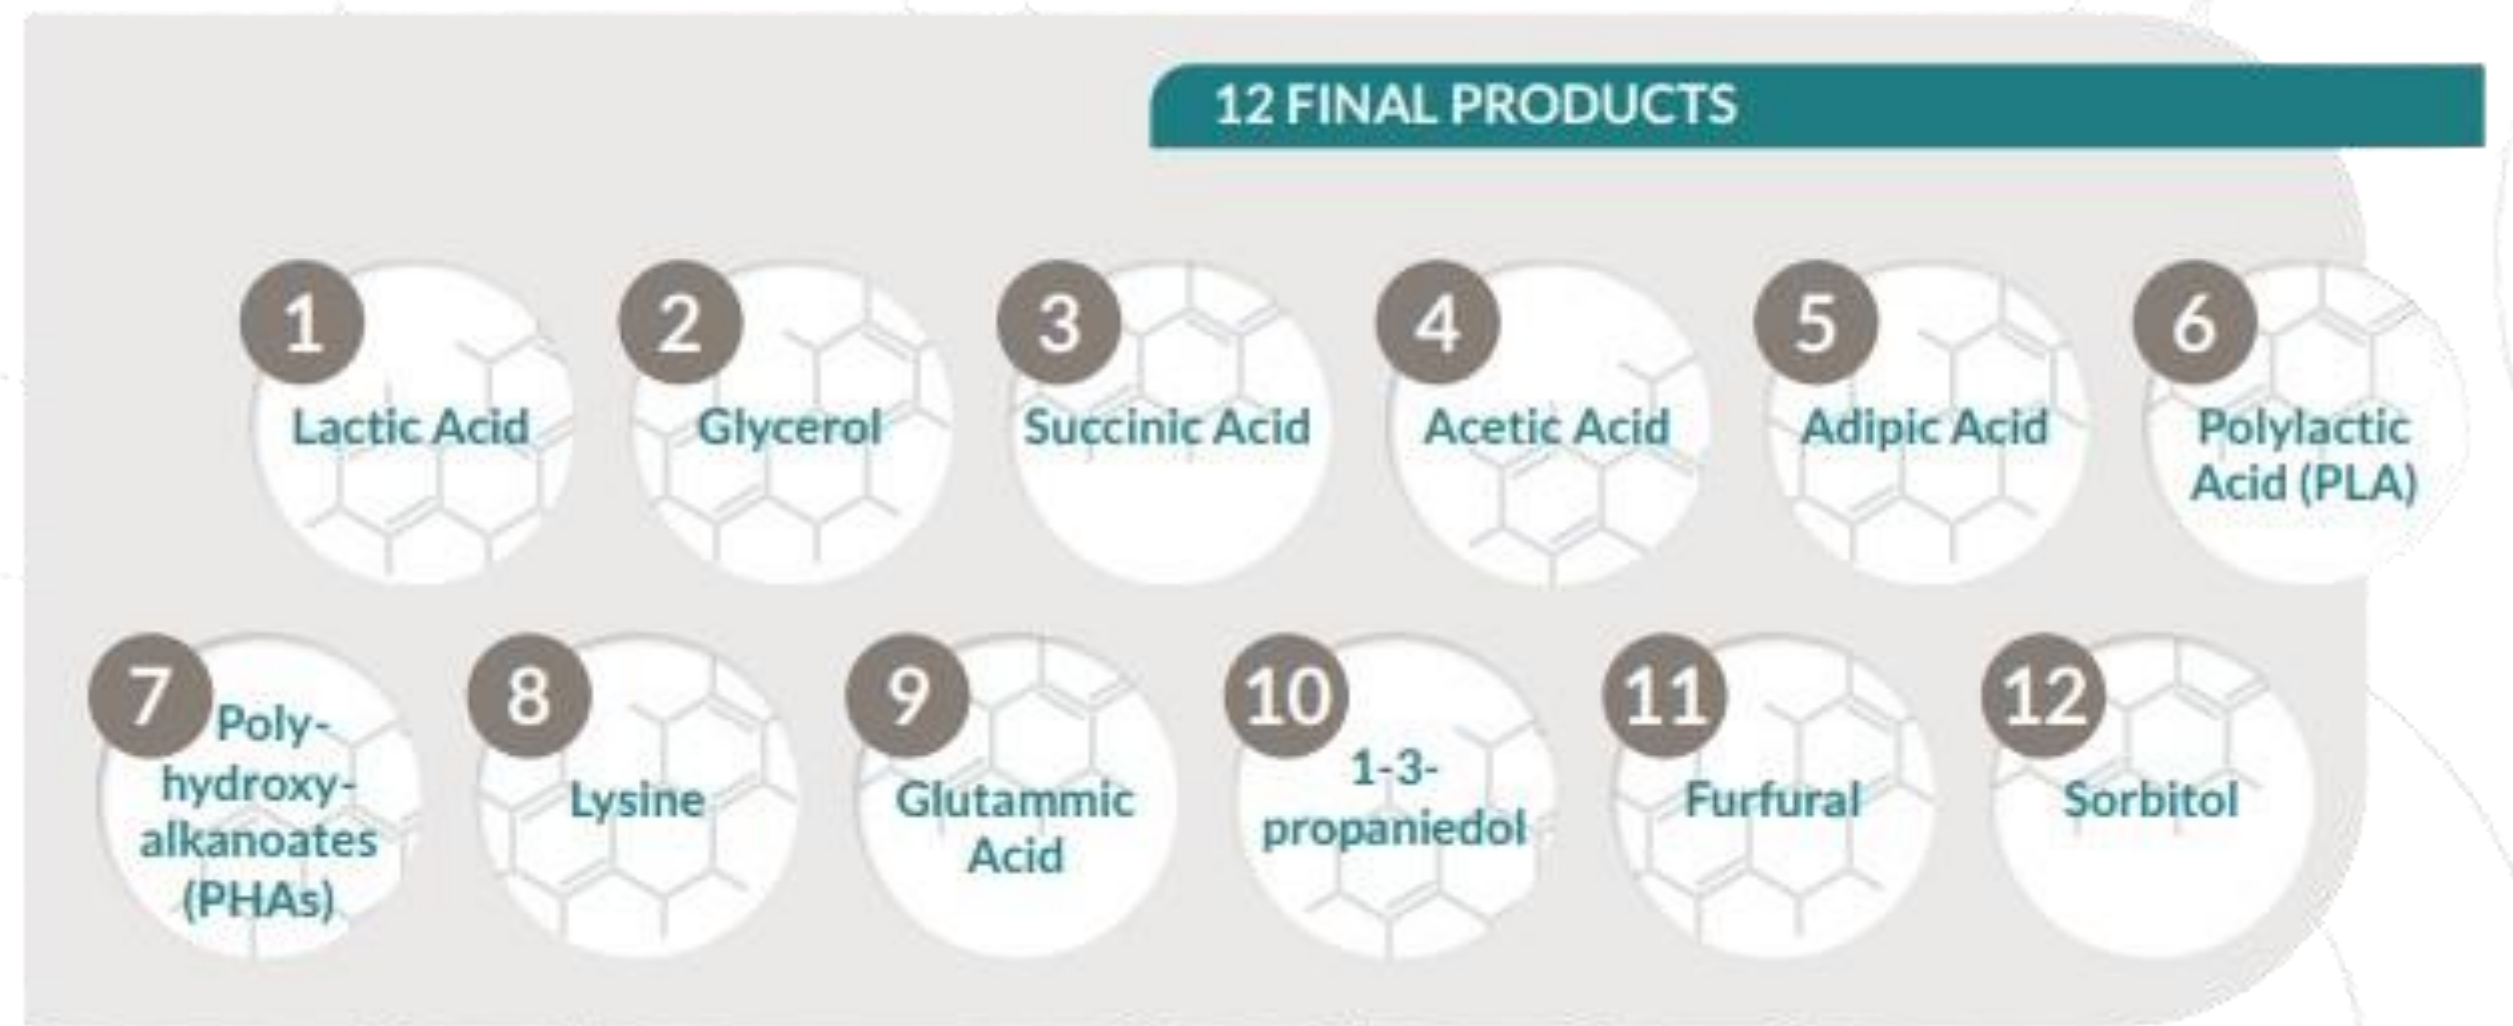 12 FINAL PRODUCTS
1
Lactic Acid
2
Glycerol
3
Succinic Acid
4
Acetic Acid
5
Adipic Acid
6
Polylactic
Acid (PLA)
7
Poly-
hydroxy-
alkanoates
(PHAs)
8
Lysine
9
Glutammic
Acid
10
1-3-
propaniedol
11
Furfural
12
Sorbitol